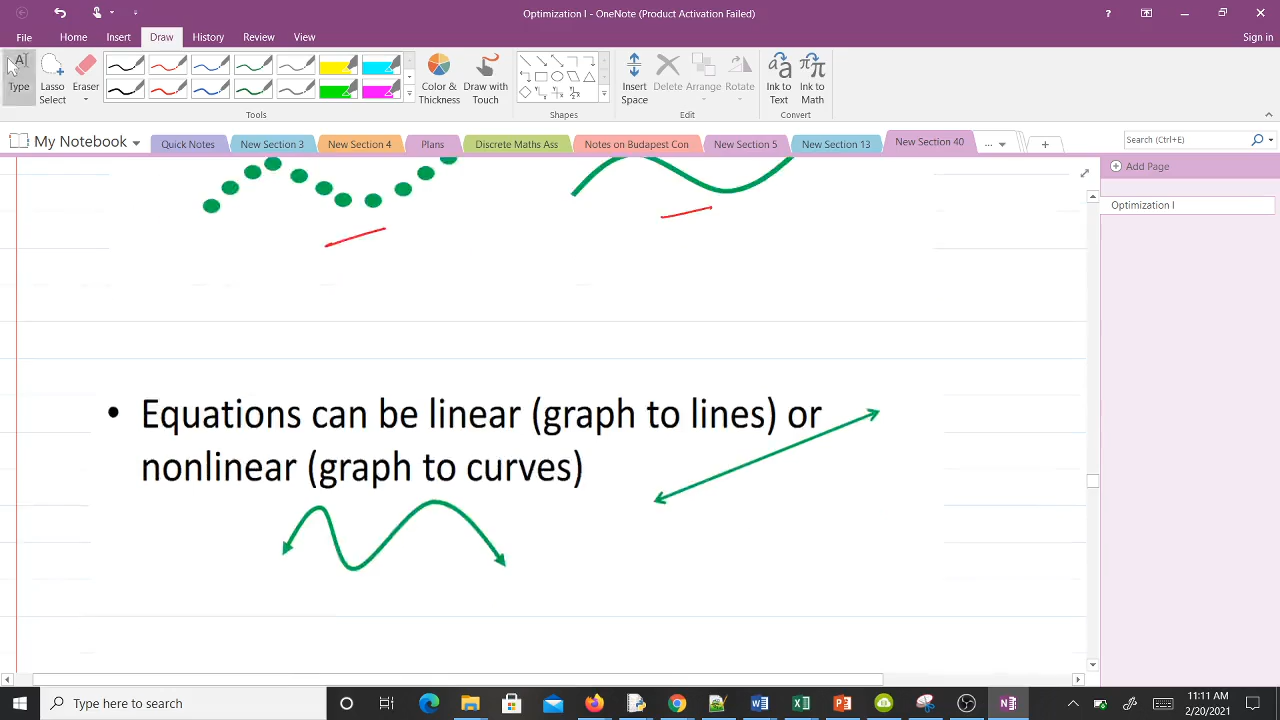 Optimization I - OneNote (Product Activation Failed)
File Home Insert Draw History Review View
Sign in
Type
Lasso Select
Eraser
Color & Thickness
Draw with Touch
Insert Space
Delete
Arrange
Rotate
Ink to Text
Ink to Math
Tools
Shapes
Edit
Convert
My Notebook
Quick Notes
New Section 3
New Section 4
Plans
Discrete Maths Ass
Notes on Budapest Con
New Section 5
New Section 13
New Section 40
Search (Ctrl+E)
Add Page
Optimization I
• Equations can be linear (graph to lines) or
nonlinear (graph to curves)
Type here to search
11:11 AM
2/20/2021